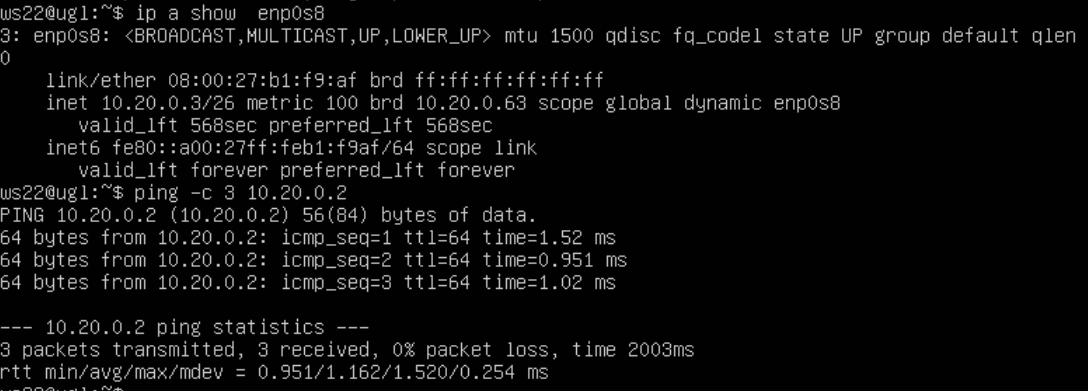 ws22@ugl:~$ ip a show  enp0s8
3: enp0s8: <BROADCAST,MULTICAST,UP,LOWER_UP> mtu 1500 qdisc fq_codel state UP group default qlen
0
    link/ether 08:00:27:b1:f9:af brd ff:ff:ff:ff:ff:ff
    inet 10.20.0.3/26 metric 100 brd 10.20.0.63 scope global dynamic enp0s8
       valid_lft 568sec preferred_lft 568sec
    inet6 fe80::a00:27ff:feb1:f9af/64 scope link
       valid_lft forever preferred_lft forever
ws22@ugl:~$ ping -c 3 10.20.0.2
PING 10.20.0.2 (10.20.0.2) 56(84) bytes of data.
64 bytes from 10.20.0.2: icmp_seq=1 ttl=64 time=1.52 ms
64 bytes from 10.20.0.2: icmp_seq=2 ttl=64 time=0.951 ms
64 bytes from 10.20.0.2: icmp_seq=3 ttl=64 time=1.02 ms

--- 10.20.0.2 ping statistics ---
3 packets transmitted, 3 received, 0% packet loss, time 2003ms
rtt min/avg/max/mdev = 0.951/1.162/1.520/0.254 ms